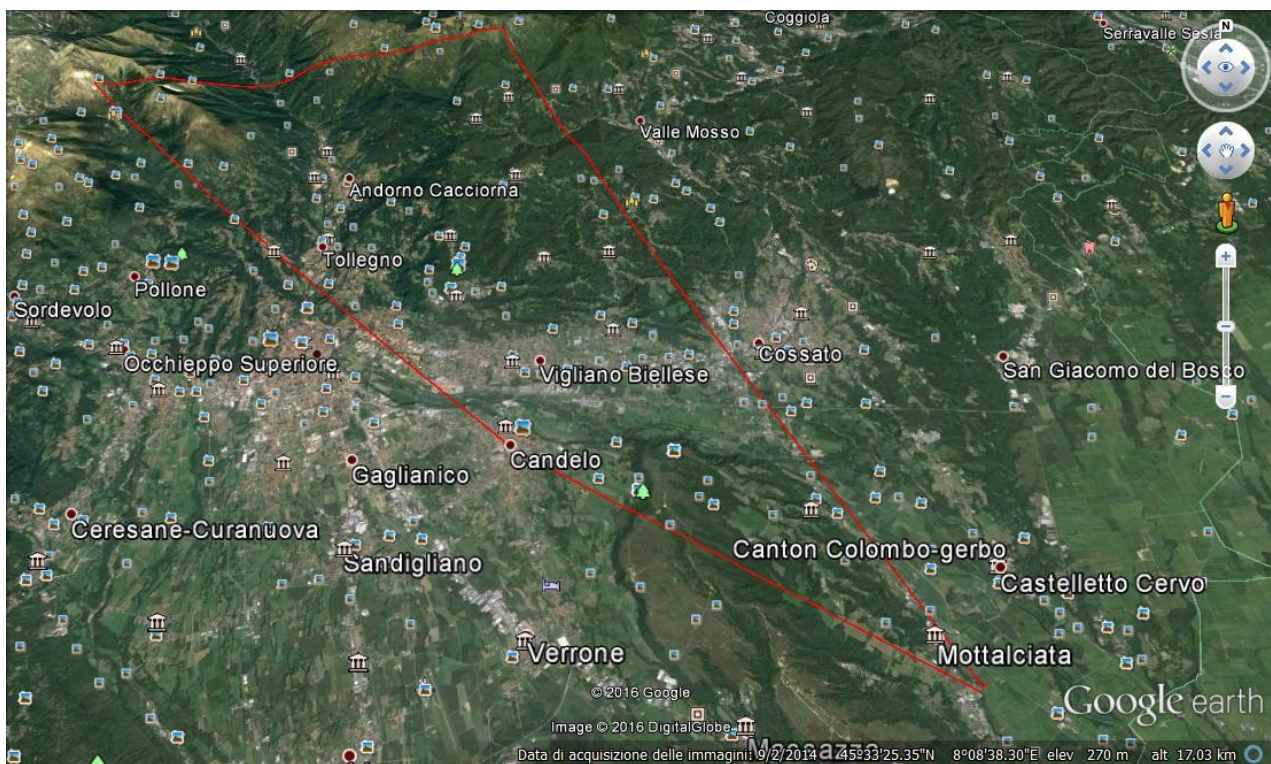 Coggiola
Serravalle Sesia
N
Valle Mosso
Andorno Cacciorna
Tollegno
Pollone
Sordevolo
Occhieppo Superiore
Vigliano Biellese
Cossato
San Giacomo del Bosco
Candelo
Gaglianico
Ceresane-Curanuova
Sandigliano
Canton Colombo-gerbo
Castelletto Cervo
Verrone
Mottalciata
© 2016 Google
Google earth
Image © 2016 DigitalGlobe
Data di acquisizione delle immagini: 9/2/2014 45°33'25.35"N 8°08'38.30"E elev 270 m alt 17.03 km